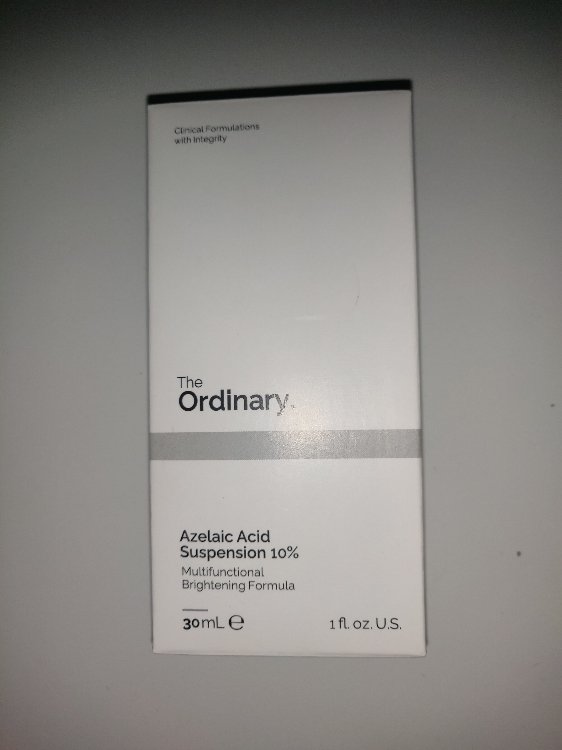 Clinical Formulations
with Integrity
The
Ordinary.
Azelaic Acid
Suspension 10%
Multifunctional
Brightening Formula
30mL ℮
1 fl. oz. U.S.